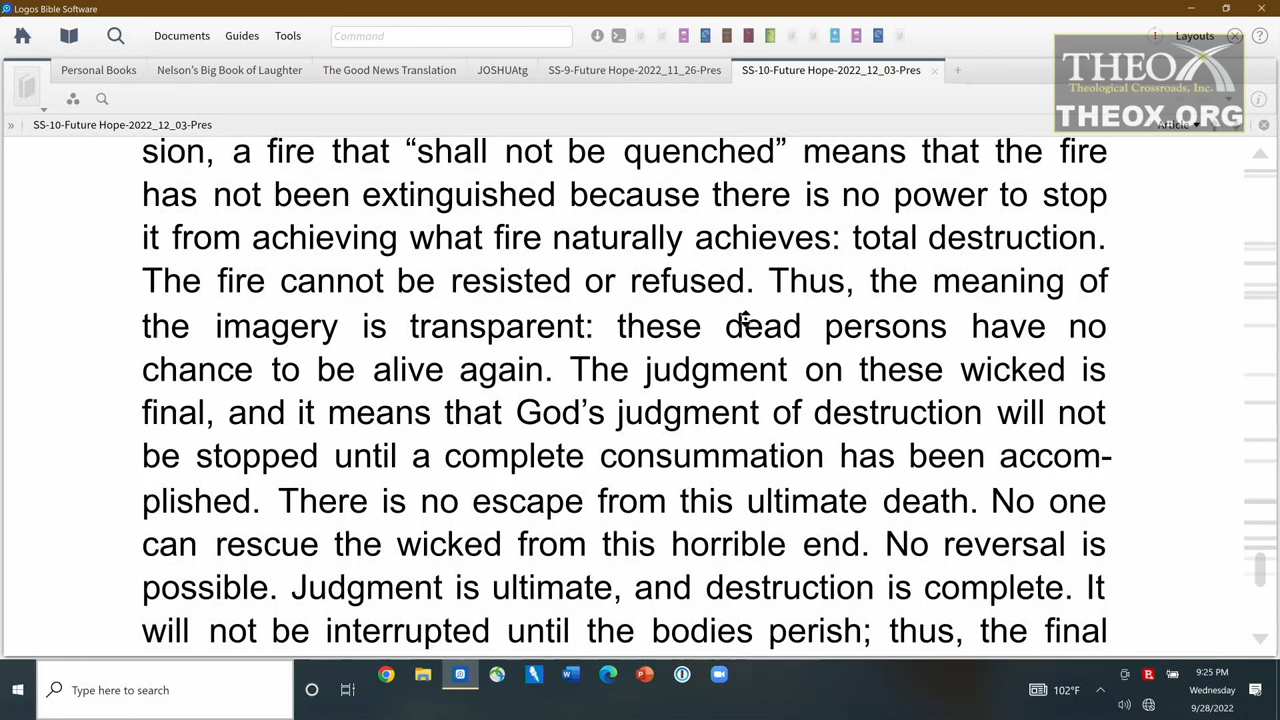 Logos Bible Software
Documents Guides Tools Command Layouts
Personal Books Nelson's Big Book of Laughter The Good News Translation JOSHUAtg SS-9-Future Hope-2022_11_26-Pres SS-10-Future Hope-2022_12_03-Pres
THEOX
Theological Crossroads, Inc.
THEOX.ORG
SS-10-Future Hope-2022_12_03-Pres Article
sion, a fire that “shall not be quenched” means that the fire
has not been extinguished because there is no power to stop
it from achieving what fire naturally achieves: total destruction.
The fire cannot be resisted or refused. Thus, the meaning of
the imagery is transparent: these dead persons have no
chance to be alive again. The judgment on these wicked is
final, and it means that God’s judgment of destruction will not
be stopped until a complete consummation has been accom-
plished. There is no escape from this ultimate death. No one
can rescue the wicked from this horrible end. No reversal is
possible. Judgment is ultimate, and destruction is complete. It
will not be interrupted until the bodies perish; thus, the final
Type here to search
102°F
9:25 PM
Wednesday
9/28/2022